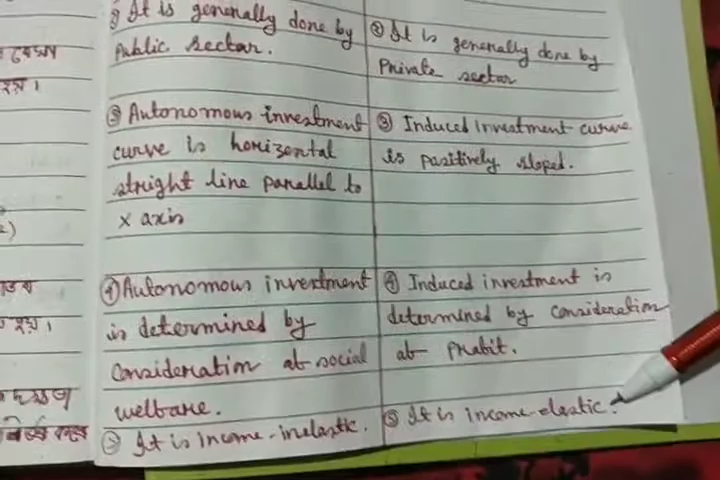 It is generally done by
Public sector.
③ Autonomous investment
curve is horizontal
stright line parallel to
x axis
④ Autonomous investment
is determined by
Consideration of social
welfare.
⑤ It is income-inelastic.
② It is generally done by
Private sector
③ Induced investment curve
is positively sloped.
④ Induced investment is
determined by consideration
of profit.
⑤ It is income-elastic.